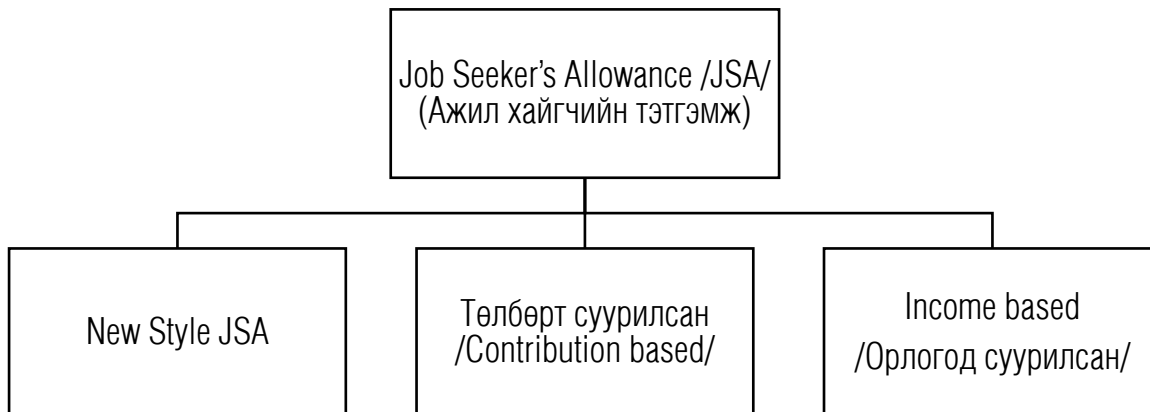 Job Seeker's Allowance /JSA/
(Ажил хайгчийн тэтгэмж)
New Style JSA
Төлбөрт суурилсан
/Contribution based/
Income based
/Орлогод суурилсан/